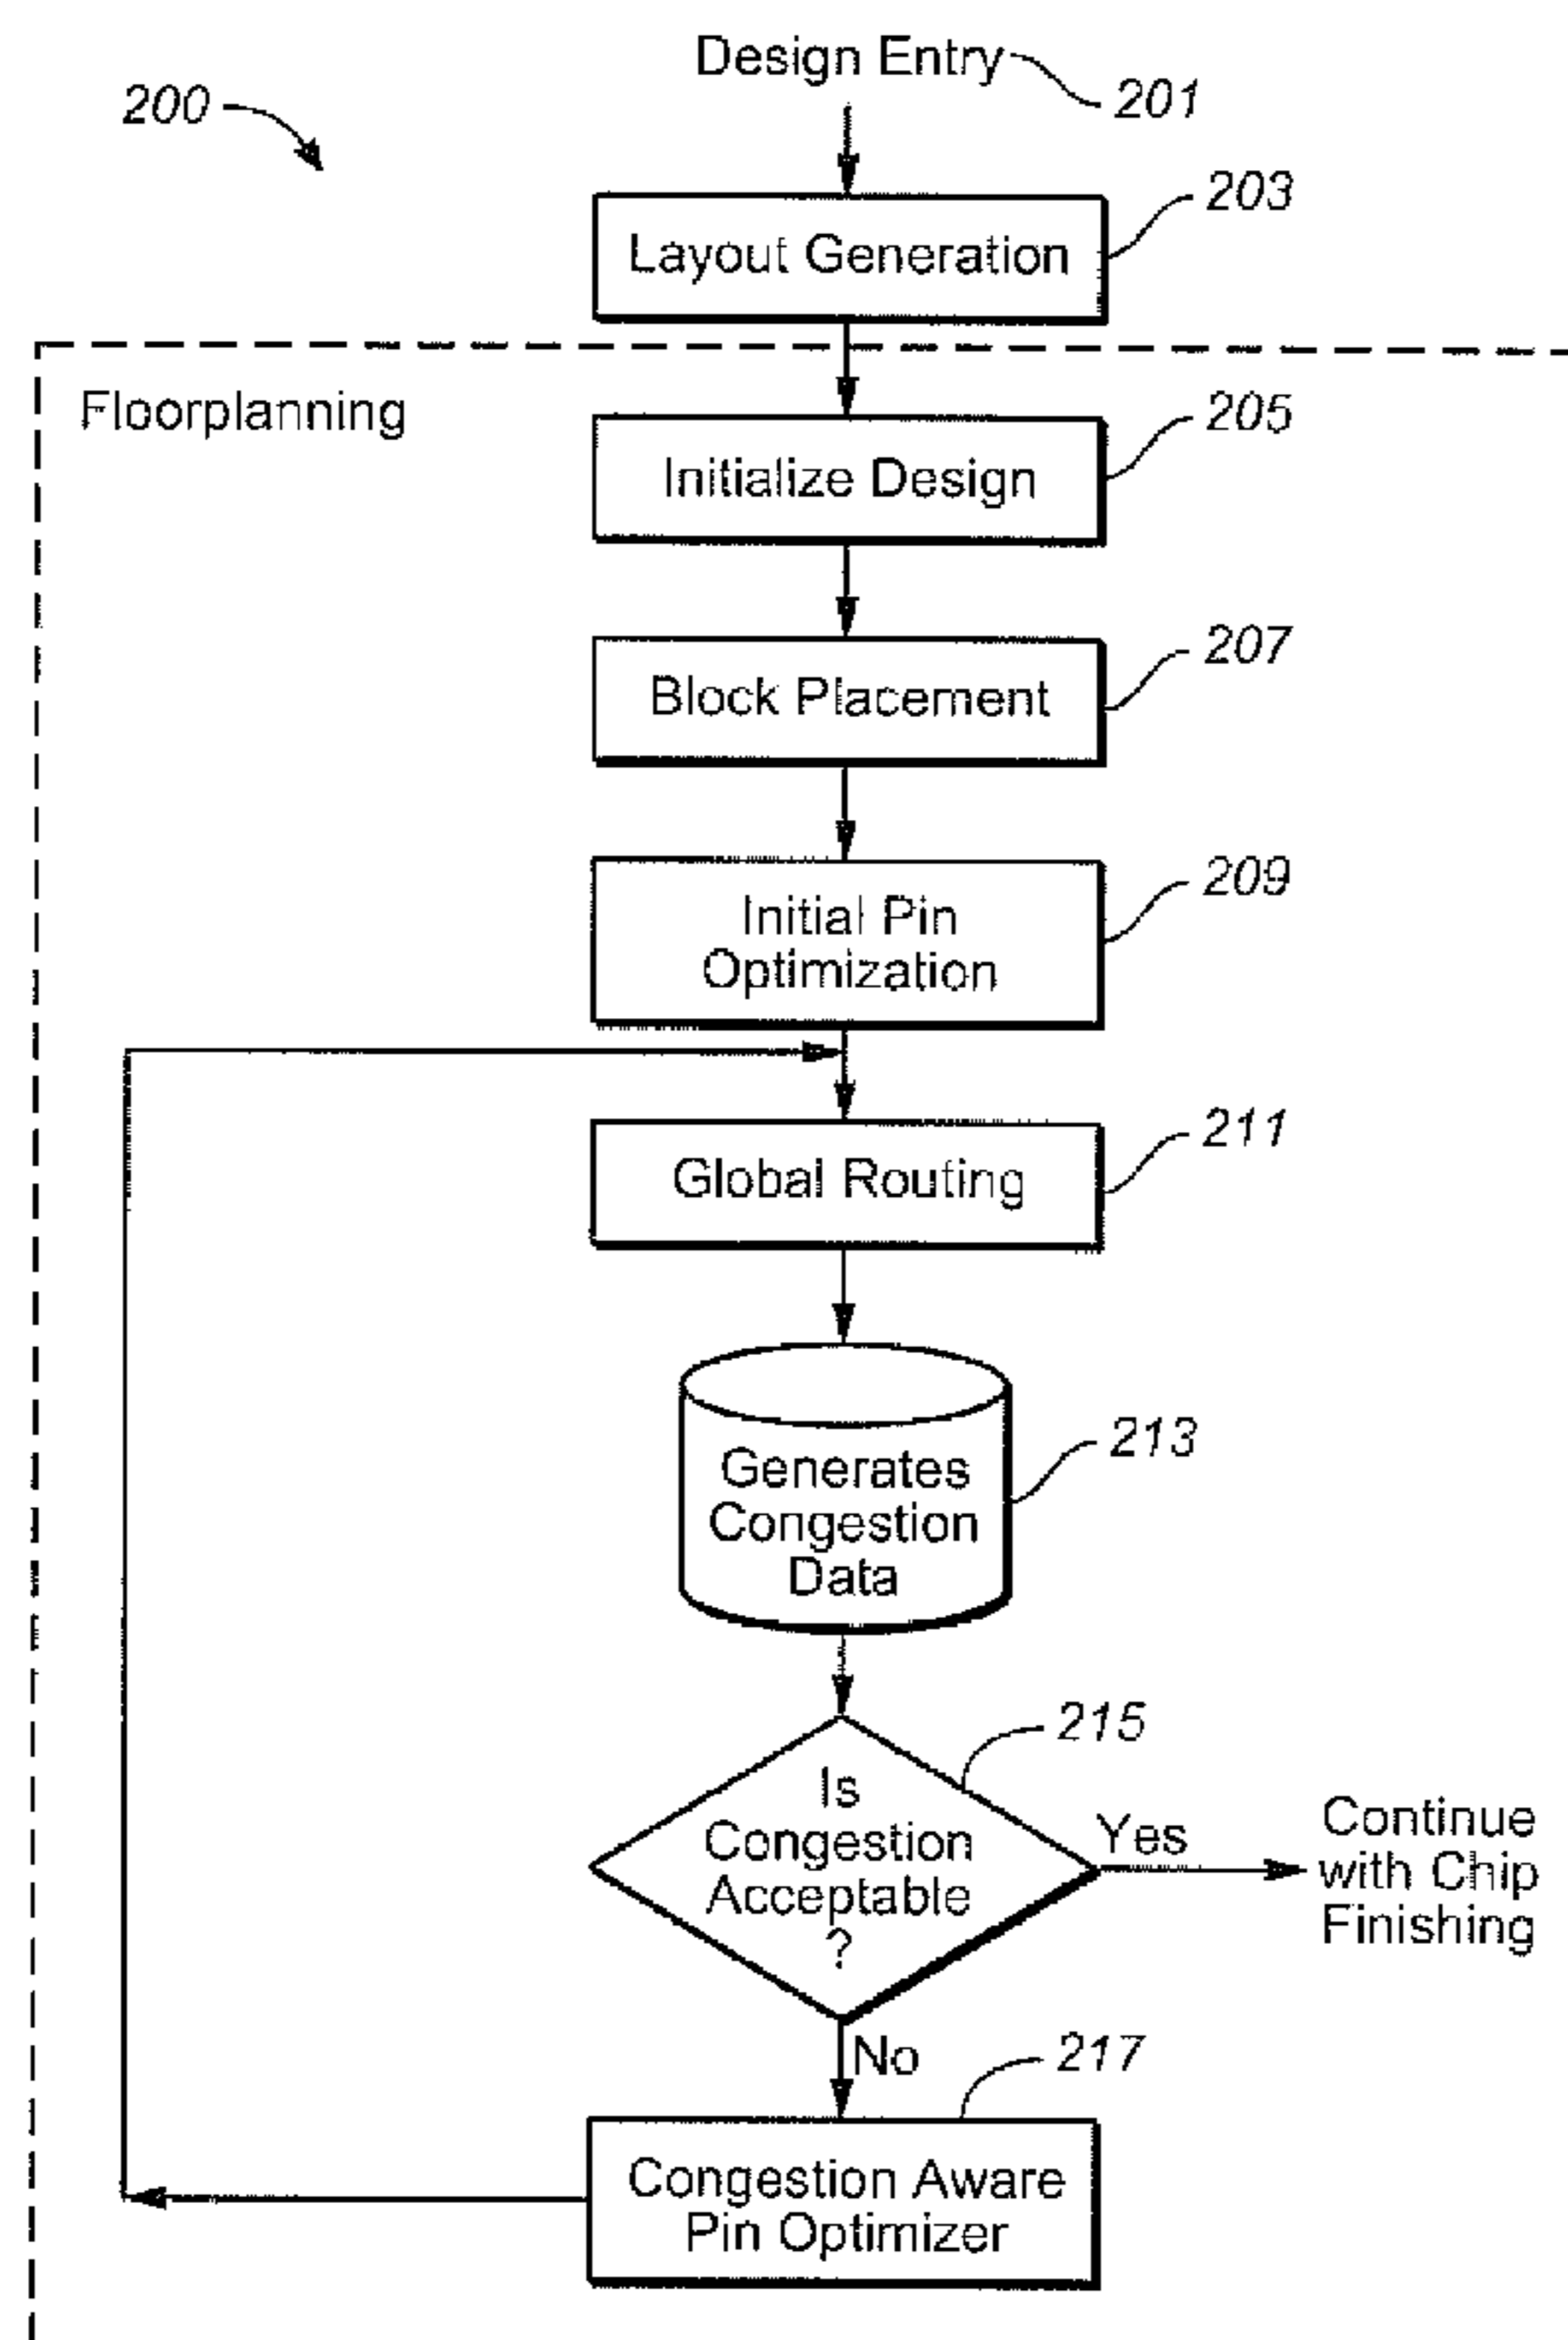 Design Entry
201
200
203
Layout Generation
Floorplanning
205
Initialize Design
207
Block Placement
209
Initial Pin
Optimization
211
Global Routing
213
Generates
Congestion
Data
215
Is
Congestion
Acceptable
?
Yes
Continue
with Chip
Finishing
No
217
Congestion Aware
Pin Optimizer